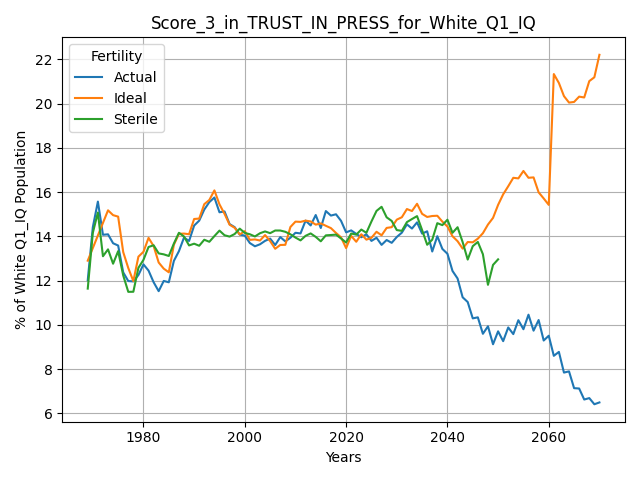 Score_3_in_TRUST_IN_PRESS_for_White_Q1_IQ
Fertility
Actual
Ideal
Sterile
% of White Q1_IQ Population
22
20
18
16
14
12
10
8
6
1980
2000
2020
2040
2060
Years